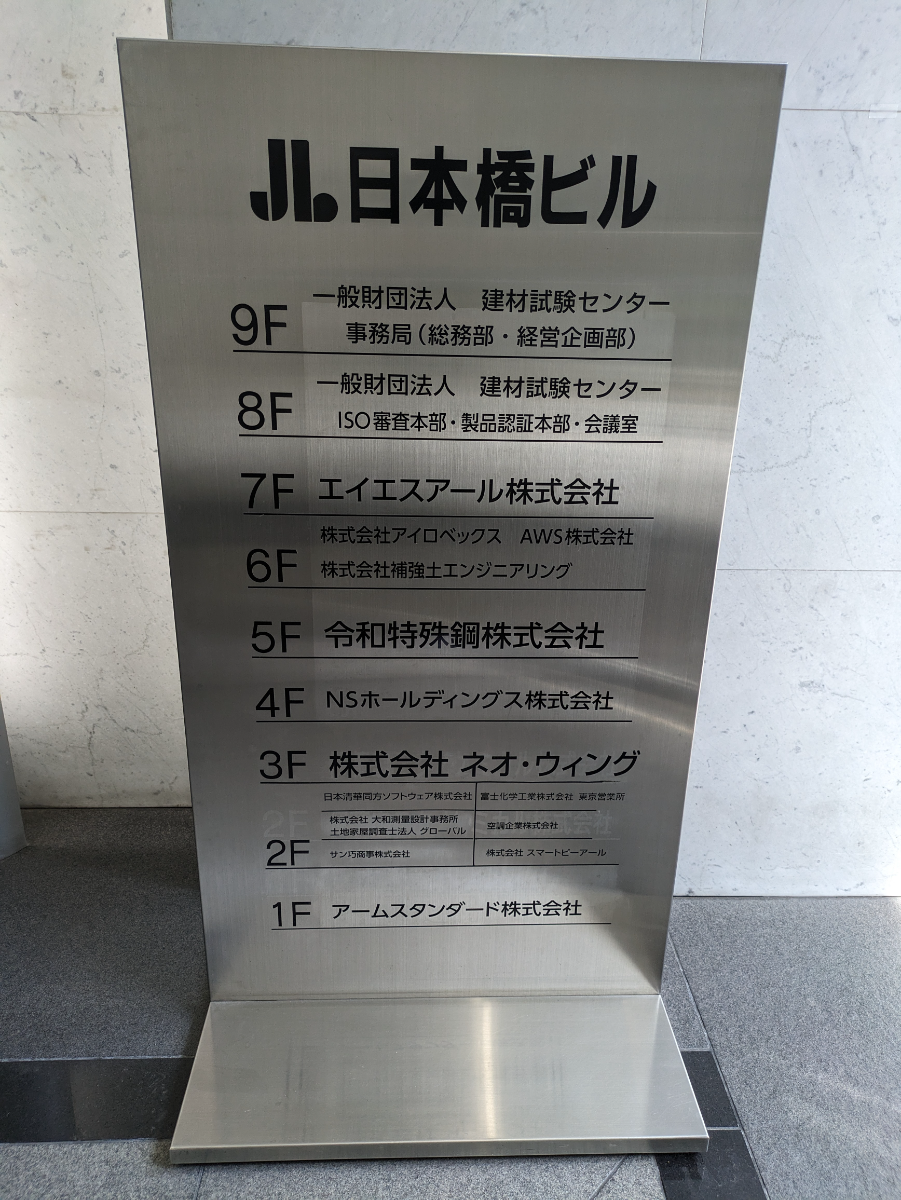 JL日本橋ビル
9F 一般財団法人 建材試験センター
事務局(総務部・経営企画部)
8F 一般財団法人 建材試験センター
ISO審査本部・製品認証本部・会議室
7F エイエスアール株式会社
株式会社アイロベックス AWS株式会社
6F 株式会社補強土エンジニアリング
5F 令和特殊鋼株式会社
4F NSホールディングス株式会社
3F 株式会社 ネオ・ウィング
日本清華同方ソフトウェア株式会社 富士化学工業株式会社 東京営業所
株式会社 大和測量設計事務所
土地家屋調査士法人 グローバル 空調企業株式会社
2F サン巧商事株式会社 株式会社 スマートビーアール
1F アームスタンダード株式会社